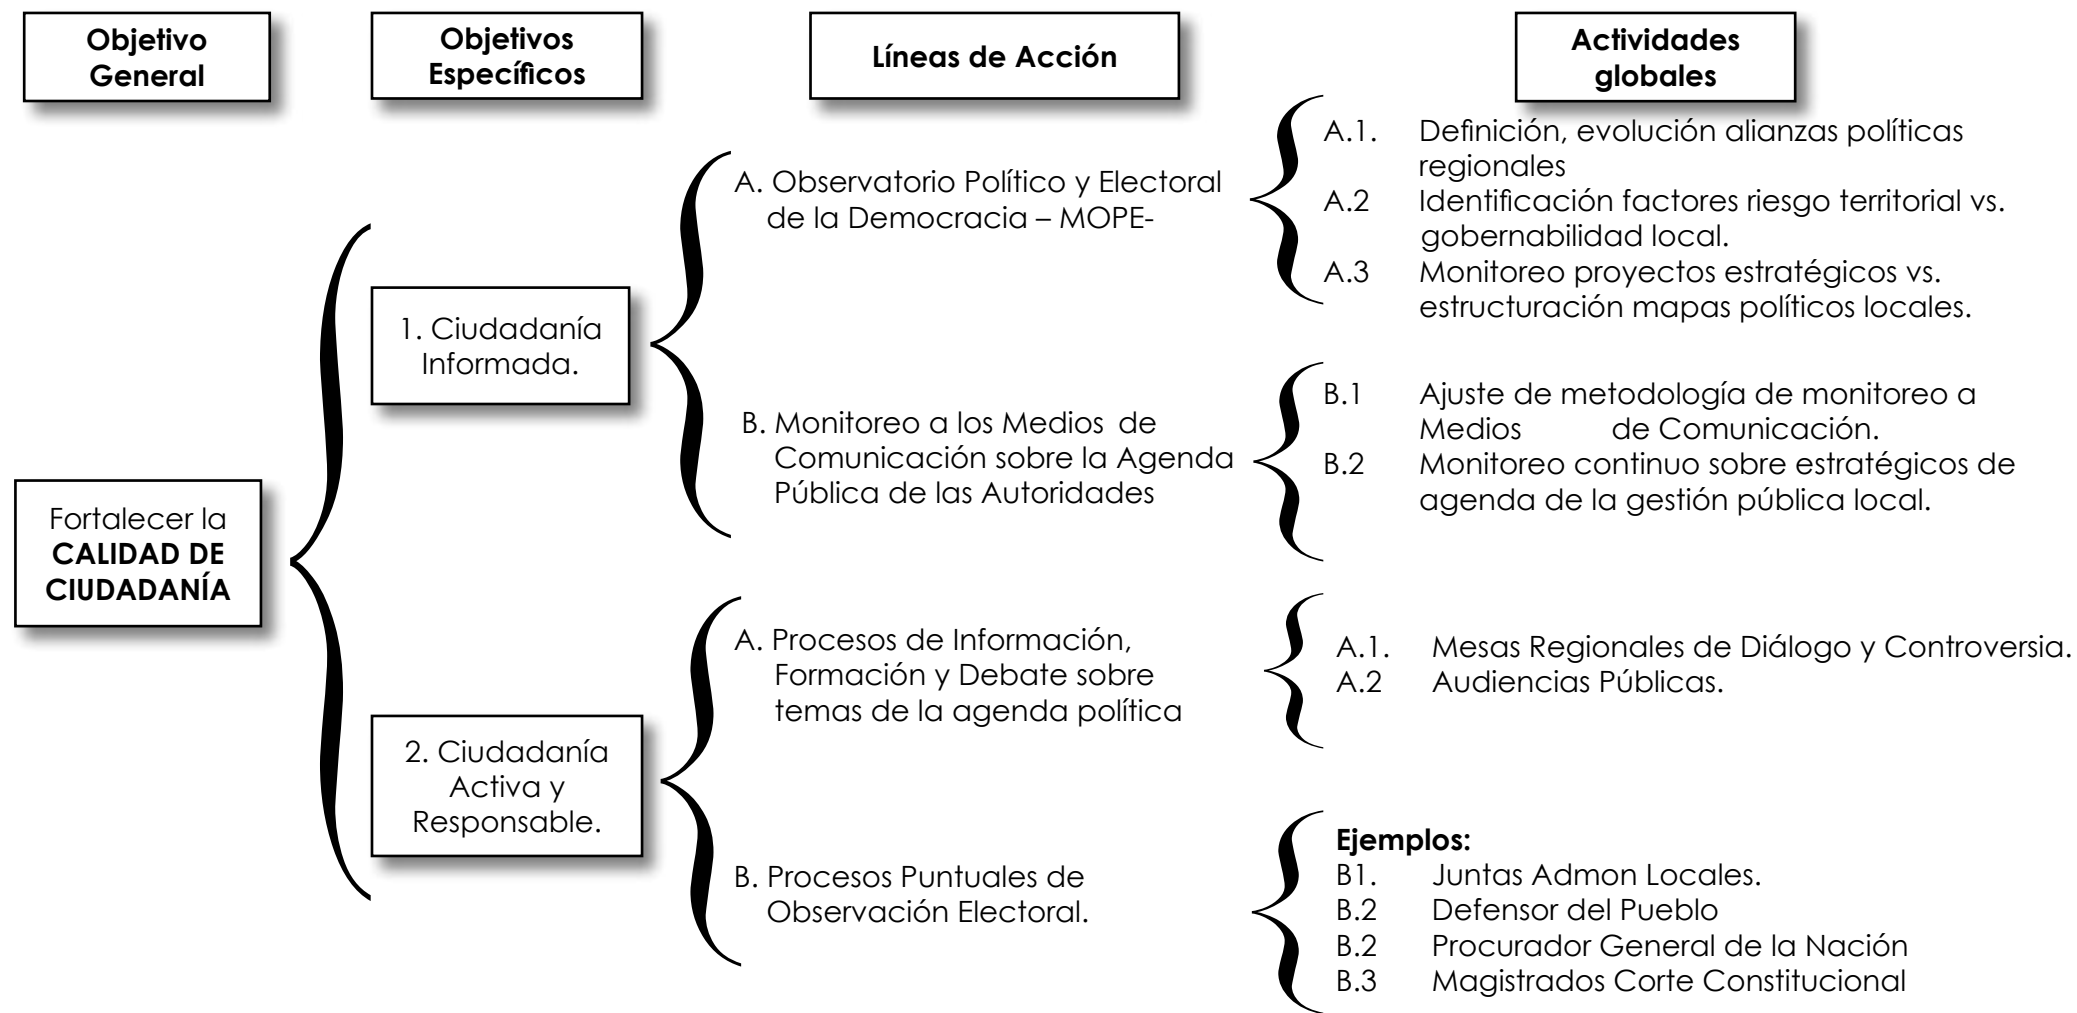 Objetivo
General
Objetivos
Específicos
Líneas de Acción
Actividades
globales
Fortalecer la
CALIDAD DE
CIUDADANÍA
1. Ciudadanía
Informada.
A. Observatorio Político y Electoral
de la Democracia – MOPE-
A.1. Definición, evolución alianzas políticas
regionales
A.2 Identificación factores riesgo territorial vs.
gobernabilidad local.
A.3 Monitoreo proyectos estratégicos vs.
estructuración mapas políticos locales.
B. Monitoreo a los Medios de
Comunicación sobre la Agenda
Pública de las Autoridades
B.1 Ajuste de metodología de monitoreo a
Medios de Comunicación.
B.2 Monitoreo continuo sobre estratégicos de
agenda de la gestión pública local.
2. Ciudadanía
Activa y
Responsable.
A. Procesos de Información,
Formación y Debate sobre
temas de la agenda política
A.1. Mesas Regionales de Diálogo y Controversia.
A.2 Audiencias Públicas.
B. Procesos Puntuales de
Observación Electoral.
Ejemplos:
B1. Juntas Admon Locales.
B.2 Defensor del Pueblo
B.2 Procurador General de la Nación
B.3 Magistrados Corte Constitucional